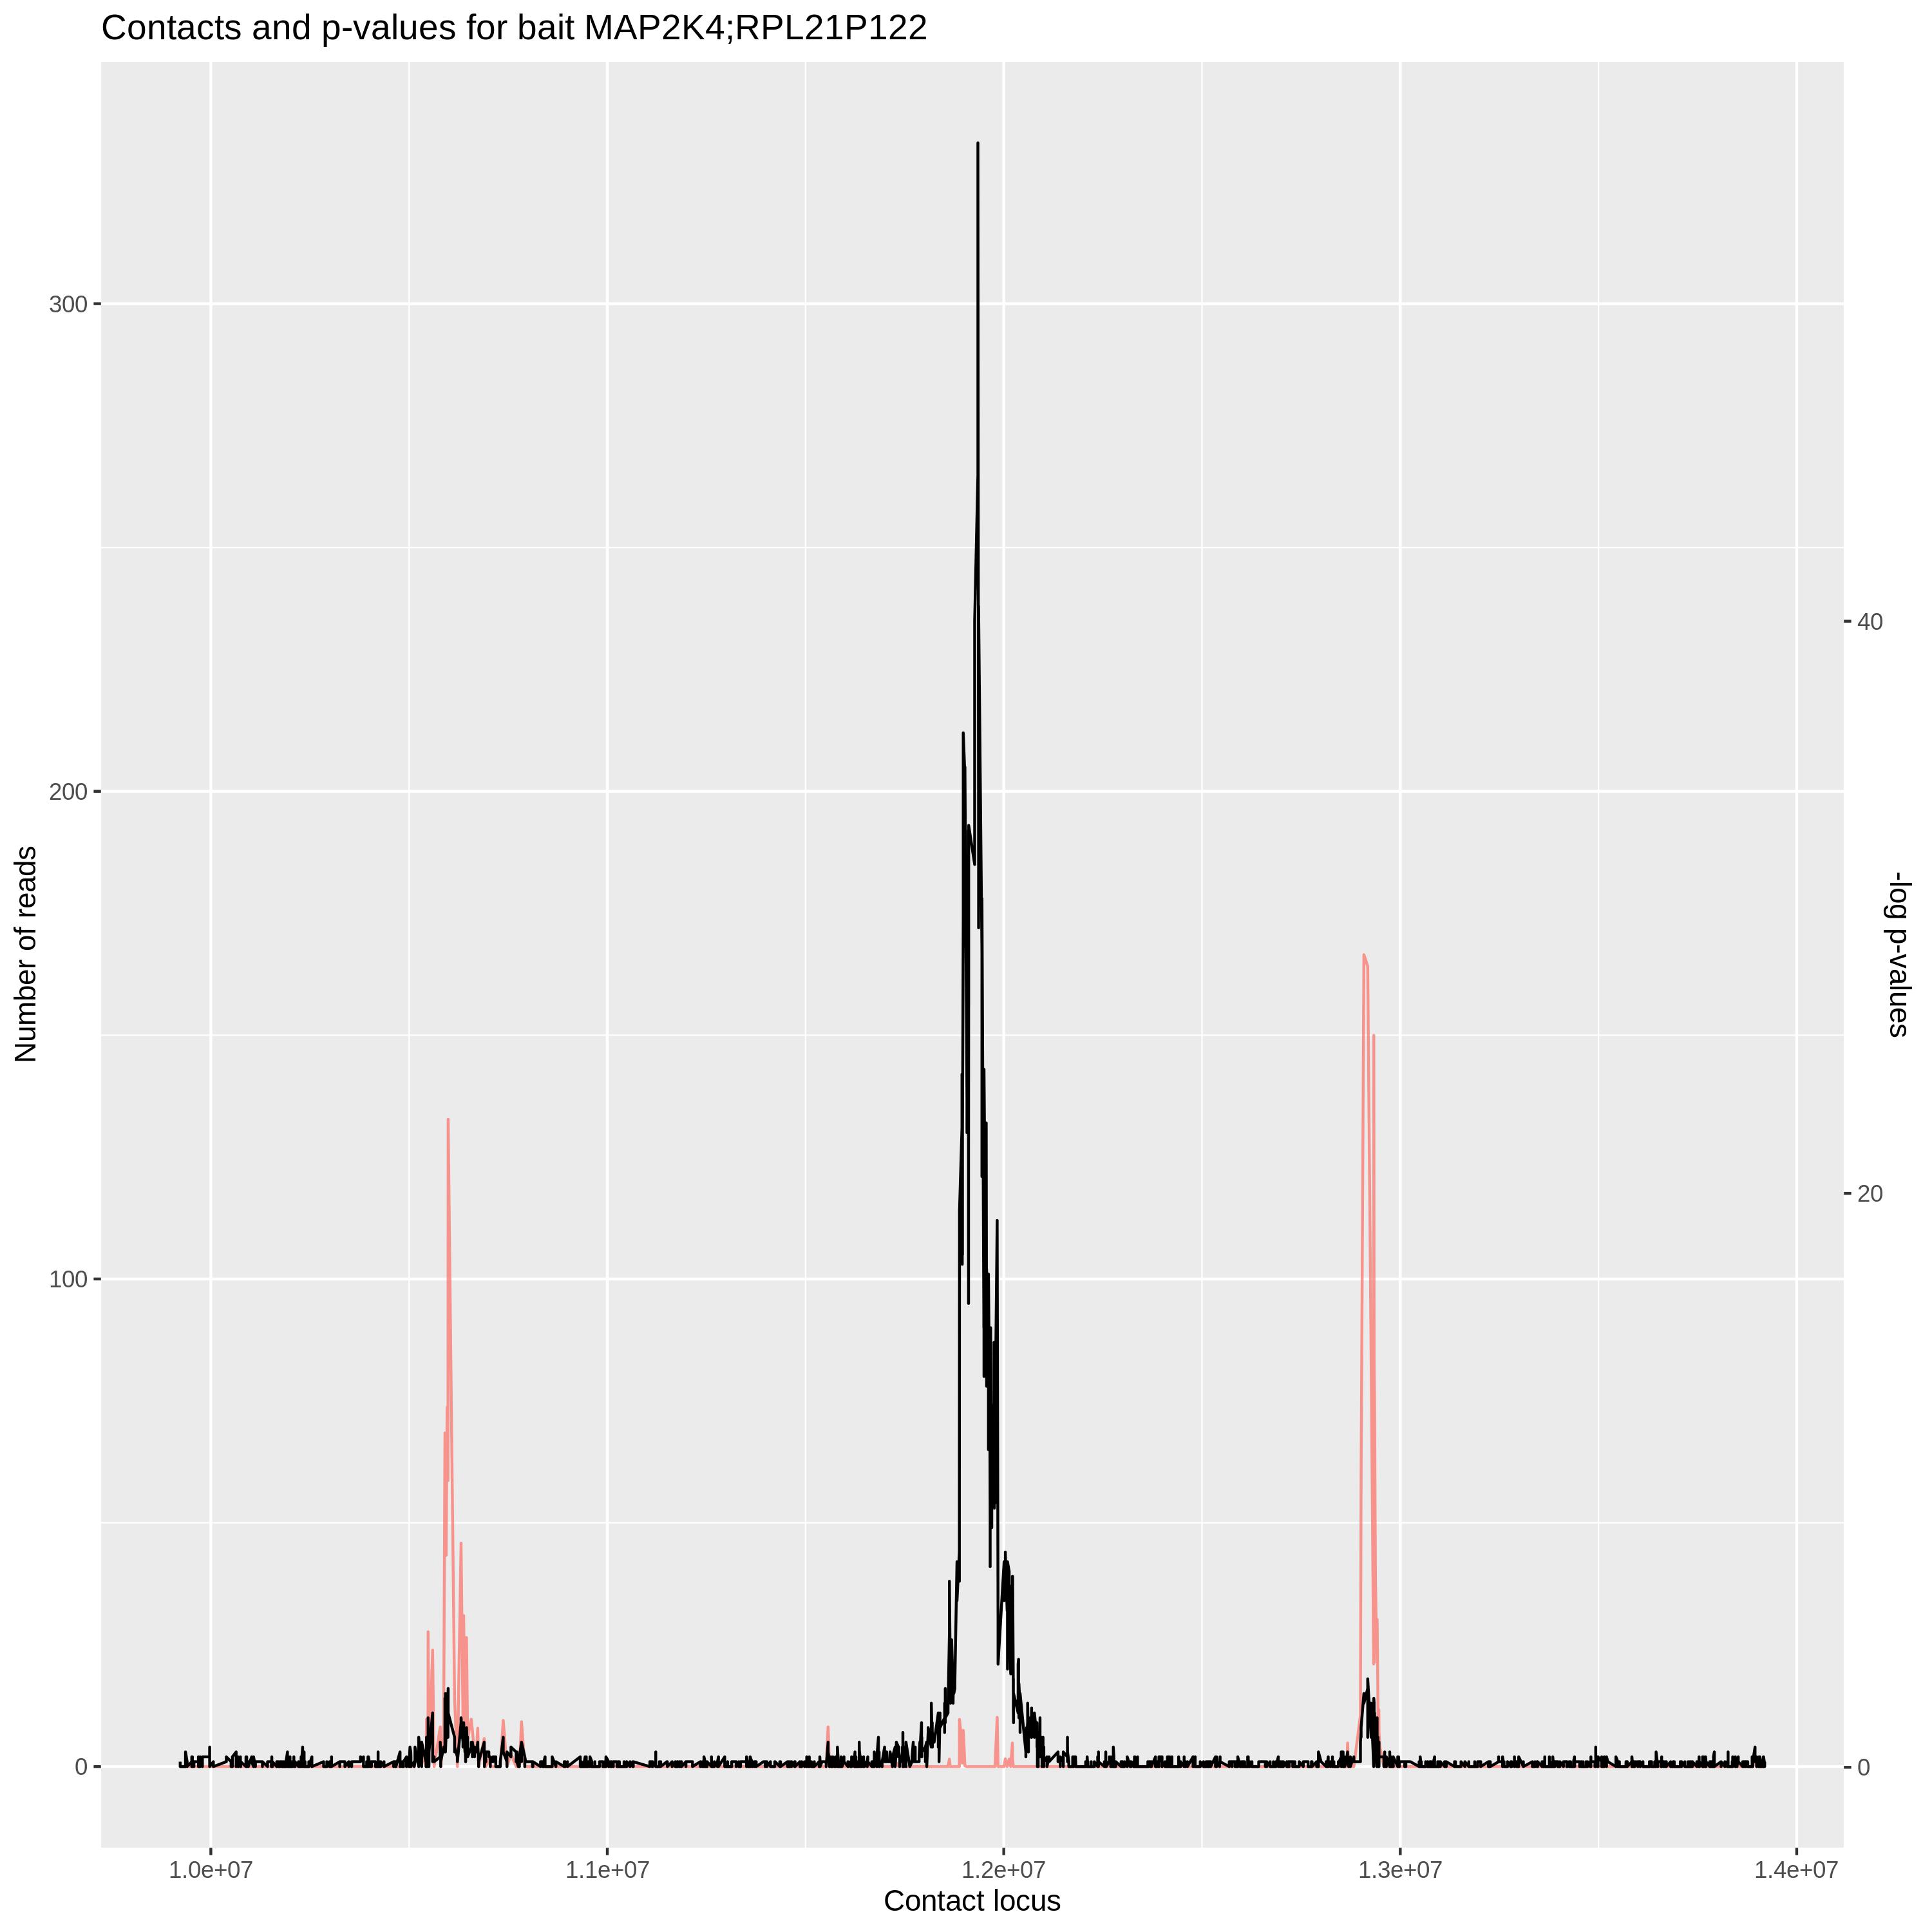 Contacts and p-values for bait MAP2K4;RPL21P122
300
200
100
0
Number of reads
40
20
0
-log p-values
1.0e+07
1.1e+07
1.2e+07
1.3e+07
1.4e+07
Contact locus